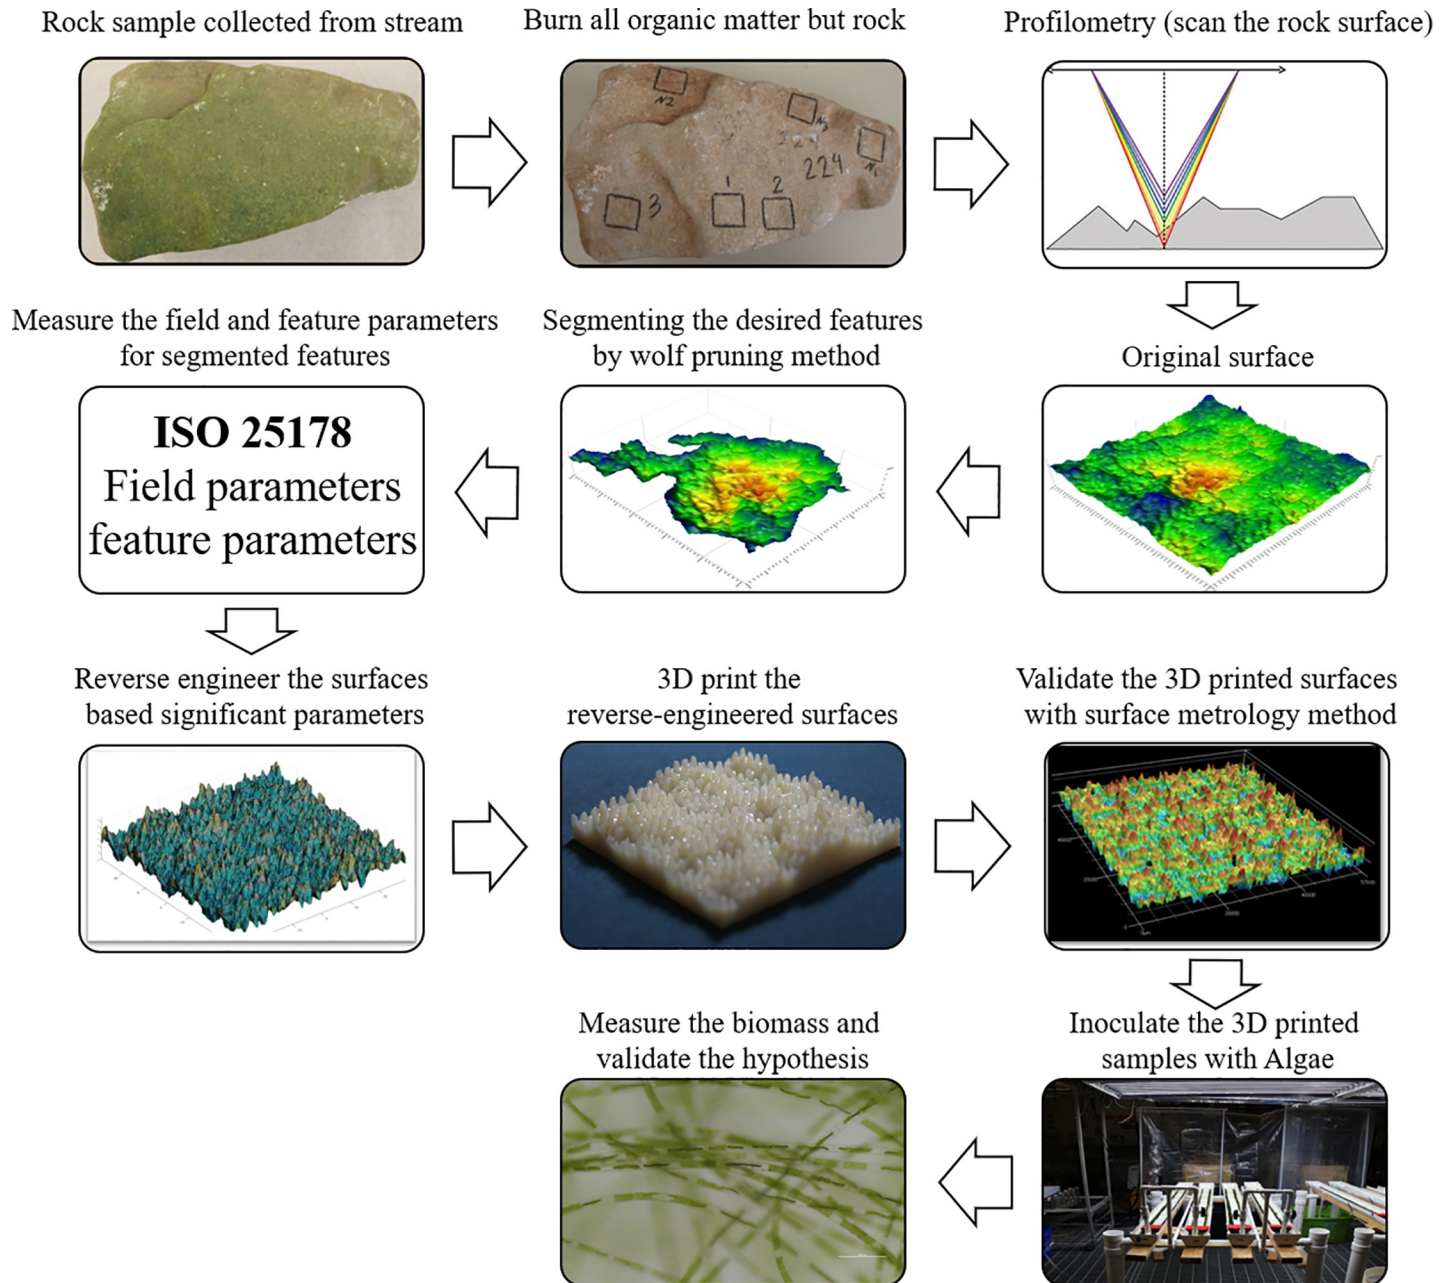 Rock sample collected from stream
Burn all organic matter but rock
Profilometry (scan the rock surface)
N2
N3
N1
224
1
2
3
Original surface
Segmenting the desired features
by wolf pruning method
Measure the field and feature parameters
for segmented features
ISO 25178
Field parameters
feature parameters
Reverse engineer the surfaces
based significant parameters
3D print the
reverse-engineered surfaces
Validate the 3D printed surfaces
with surface metrology method
Inoculate the 3D printed
samples with Algae
Measure the biomass and
validate the hypothesis